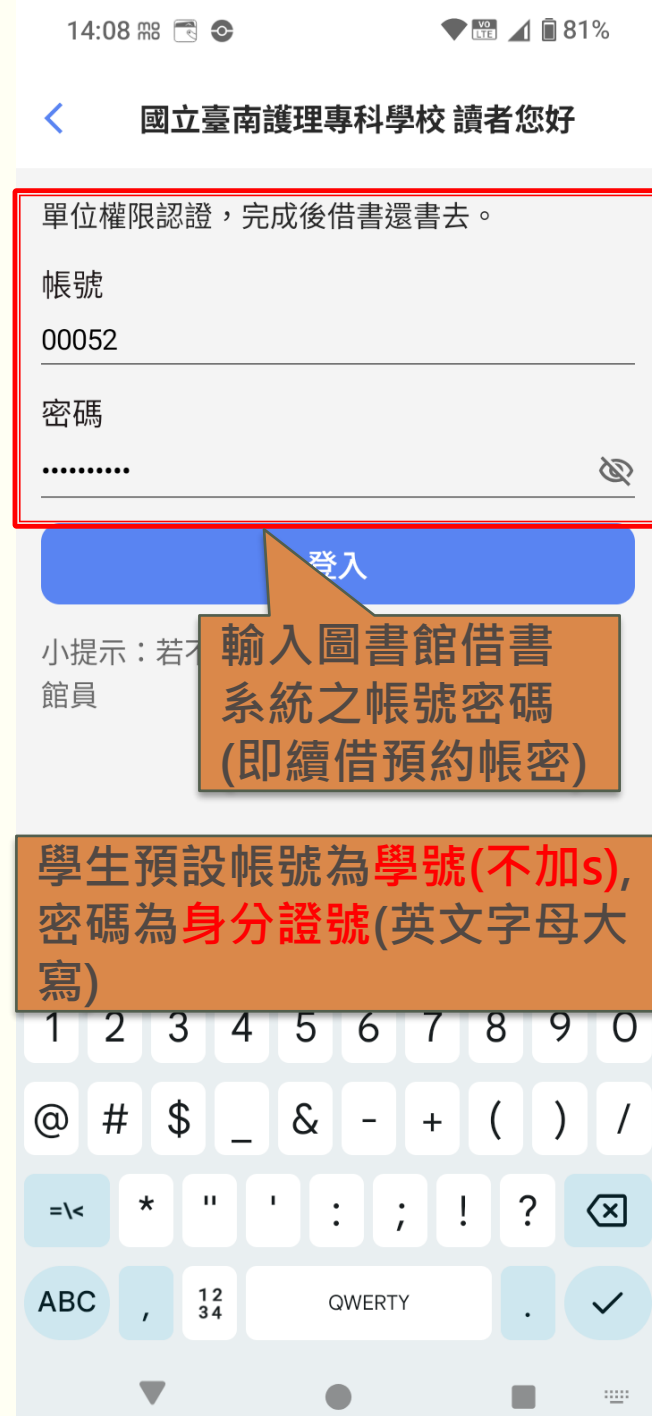 14:08 mo VO LTE 81%
國立臺南護理專科學校 讀者您好
單位權限認證，完成後借書還書去。
帳號
00052
密碼
••••••••••
登入
小提示：若
館員
輸入圖書館借書
系統之帳號密碼
(即續借預約帳密)
學生預設帳號為學號(不加s),
密碼為身分證號(英文字母大
寫)
1 2 3 4 5 6 7 8 9 0
@ # $ _ & - + ( ) /
=\< * " ' : ; ! ?
ABC , 1234 QWERTY .